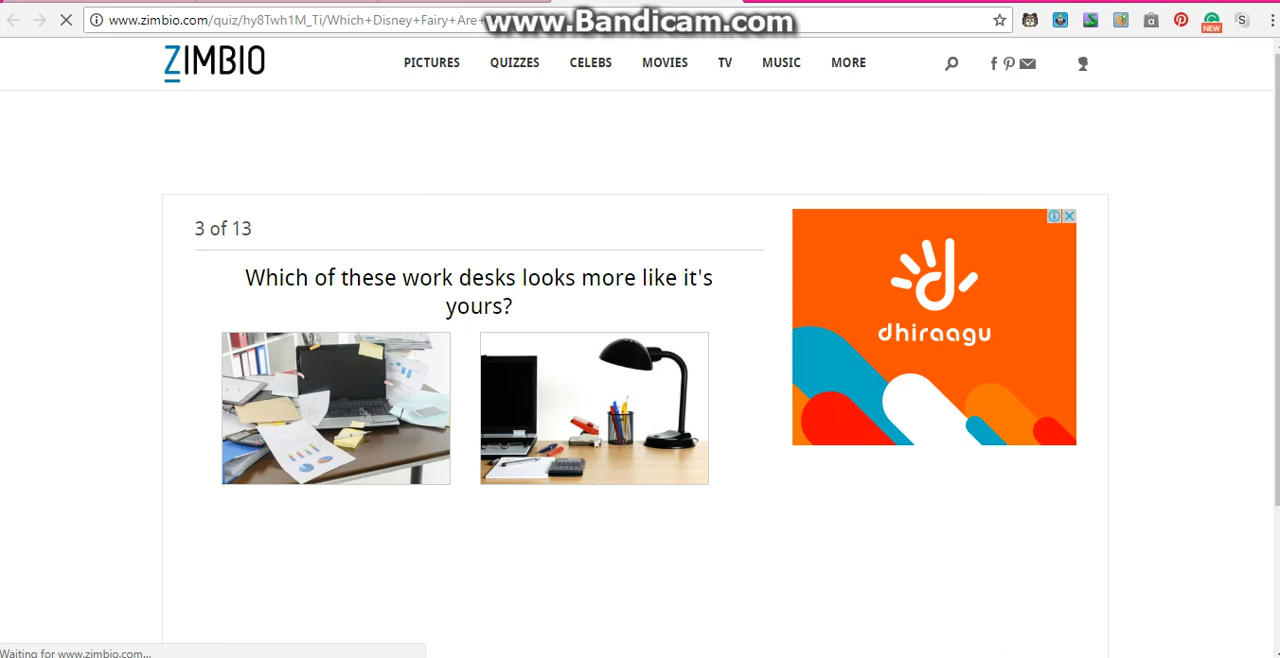 www.zimbio.com/quiz/hy8Twh1M_Ti/Which+Disney+Fairy+Are+
www.Bandicam.com
NEW
ZIMBIO
PICTURES QUIZZES CELEBS MOVIES TV MUSIC MORE
3 of 13
Which of these work desks looks more like it's
yours?
dhiraagu
Waiting for www.zimbio.com...